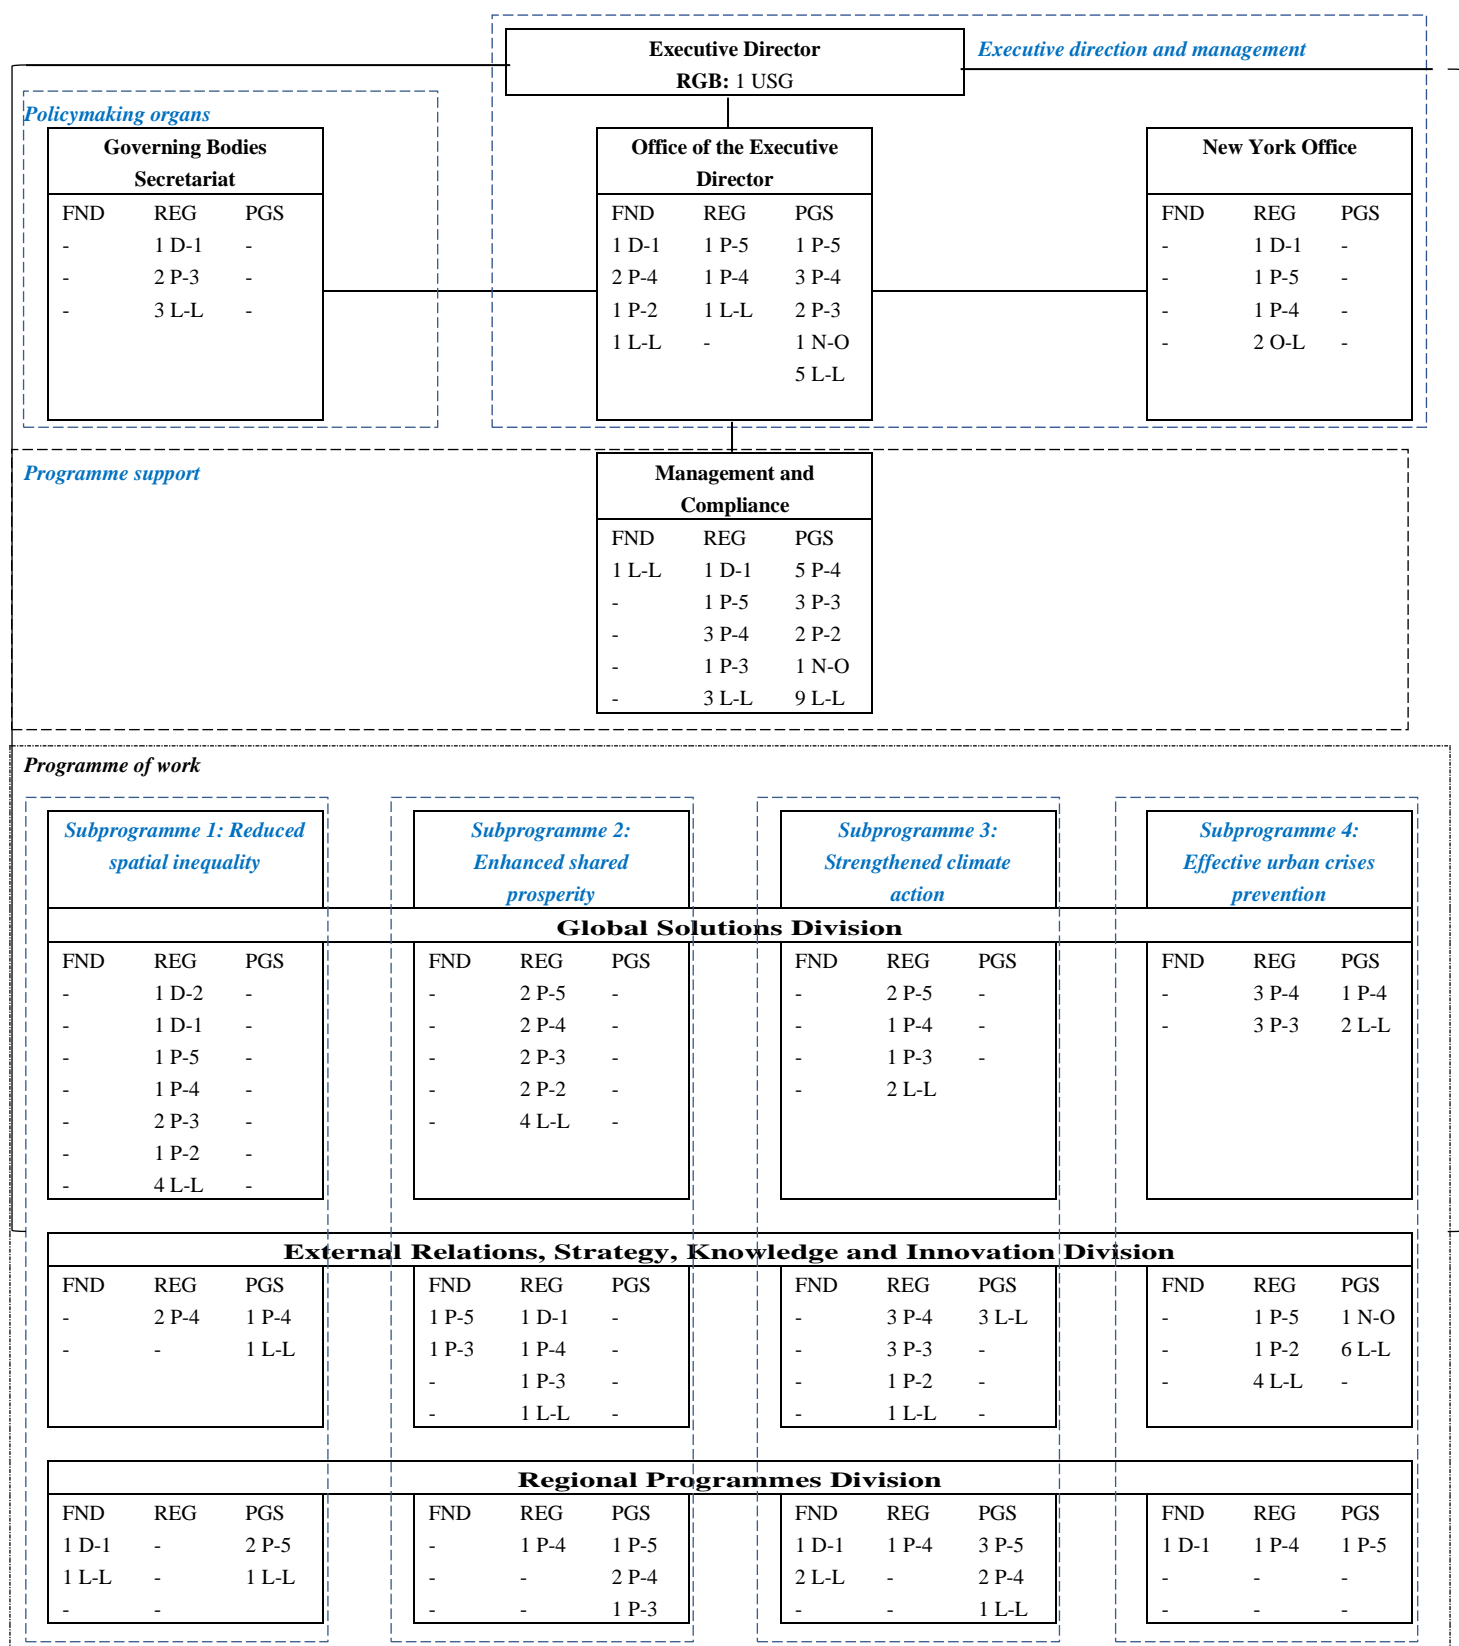 Executive Director
RGB: 1 USG
Executive direction and management
Policymaking organs
Governing Bodies
Secretariat
FND REG PGS
- 1 D-1 -
- 2 P-3 -
- 3 L-L -
Office of the Executive
Director
FND REG PGS
1 D-1 1 P-5 1 P-5
2 P-4 1 P-4 3 P-4
1 P-2 1 L-L 2 P-3
1 L-L - 1 N-O
5 L-L
New York Office
FND REG PGS
- 1 D-1 -
- 1 P-5 -
- 1 P-4 -
- 2 O-L -
Programme support
Management and
Compliance
FND REG PGS
1 L-L 1 D-1 5 P-4
- 1 P-5 3 P-3
- 3 P-4 2 P-2
- 1 P-3 1 N-O
- 3 L-L 9 L-L
Programme of work
Subprogramme 1: Reduced
spatial inequality
Subprogramme 2:
Enhanced shared
prosperity
Subprogramme 3:
Strengthened climate
action
Subprogramme 4:
Effective urban crises
prevention
Global Solutions Division
FND REG PGS
- 1 D-2 -
- 1 D-1 -
- 1 P-5 -
- 1 P-4 -
- 2 P-3 -
- 1 P-2 -
- 4 L-L -
FND REG PGS
- 2 P-5 -
- 2 P-4 -
- 2 P-3 -
- 2 P-2 -
- 4 L-L -
FND REG PGS
- 2 P-5 -
- 1 P-4 -
- 1 P-3 -
- 2 L-L
FND REG PGS
- 3 P-4 1 P-4
- 3 P-3 2 L-L
External Relations, Strategy, Knowledge and Innovation Division
FND REG PGS
- 2 P-4 1 P-4
- - 1 L-L
FND REG PGS
1 P-5 1 D-1 -
1 P-3 1 P-4 -
- 1 P-3 -
- 1 L-L -
FND REG PGS
- 3 P-4 3 L-L
- 3 P-3 -
- 1 P-2 -
- 1 L-L -
FND REG PGS
- 1 P-5 1 N-O
- 1 P-2 6 L-L
- 4 L-L -
Regional Programmes Division
FND REG PGS
1 D-1 - 2 P-5
1 L-L - 1 L-L
- -
FND REG PGS
- 1 P-4 1 P-5
- - 2 P-4
- - 1 P-3
FND REG PGS
1 D-1 1 P-4 3 P-5
2 L-L - 2 P-4
- - 1 L-L
FND REG PGS
1 D-1 1 P-4 1 P-5
- - -
- - -